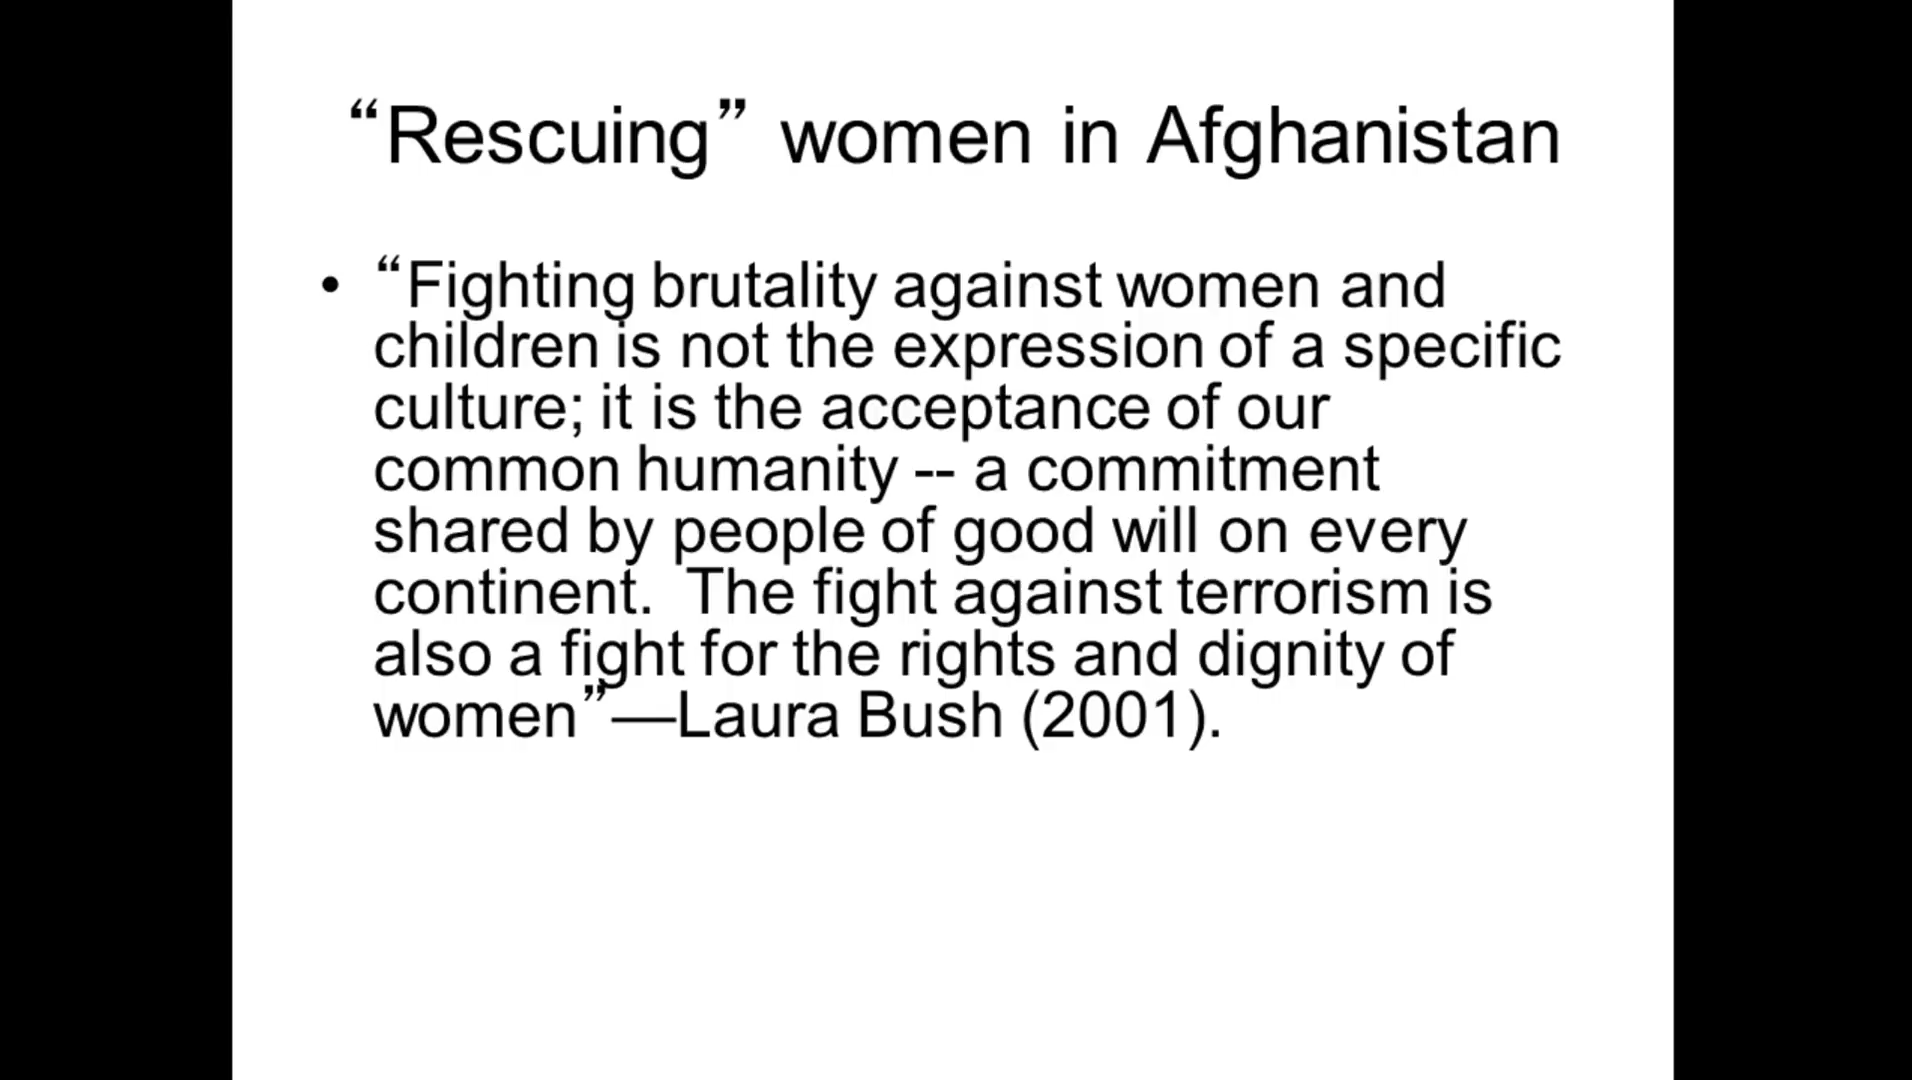 “Rescuing” women in Afghanistan
• “Fighting brutality against women and
children is not the expression of a specific
culture; it is the acceptance of our
common humanity -- a commitment
shared by people of good will on every
continent.  The fight against terrorism is
also a fight for the rights and dignity of
women”—Laura Bush (2001).